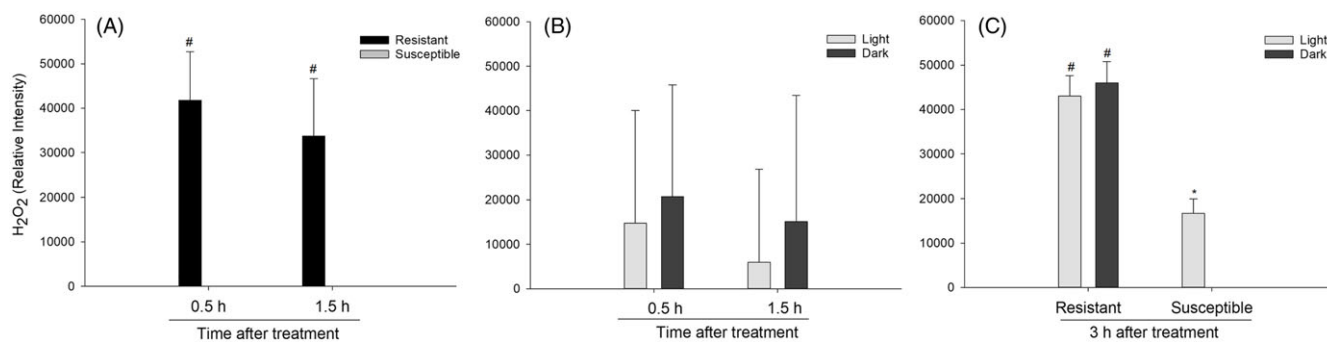 (A)
Resistant
Susceptible
60000
50000
40000
30000
20000
10000
0
H₂O₂ (Relative Intensity)
#
#
0.5 h 1.5 h
Time after treatment
(B)
Light
Dark
60000
50000
40000
30000
20000
10000
0
0.5 h 1.5 h
Time after treatment
(C)
Light
Dark
60000
50000
40000
30000
20000
10000
0
# #
*
Resistant Susceptible
3 h after treatment